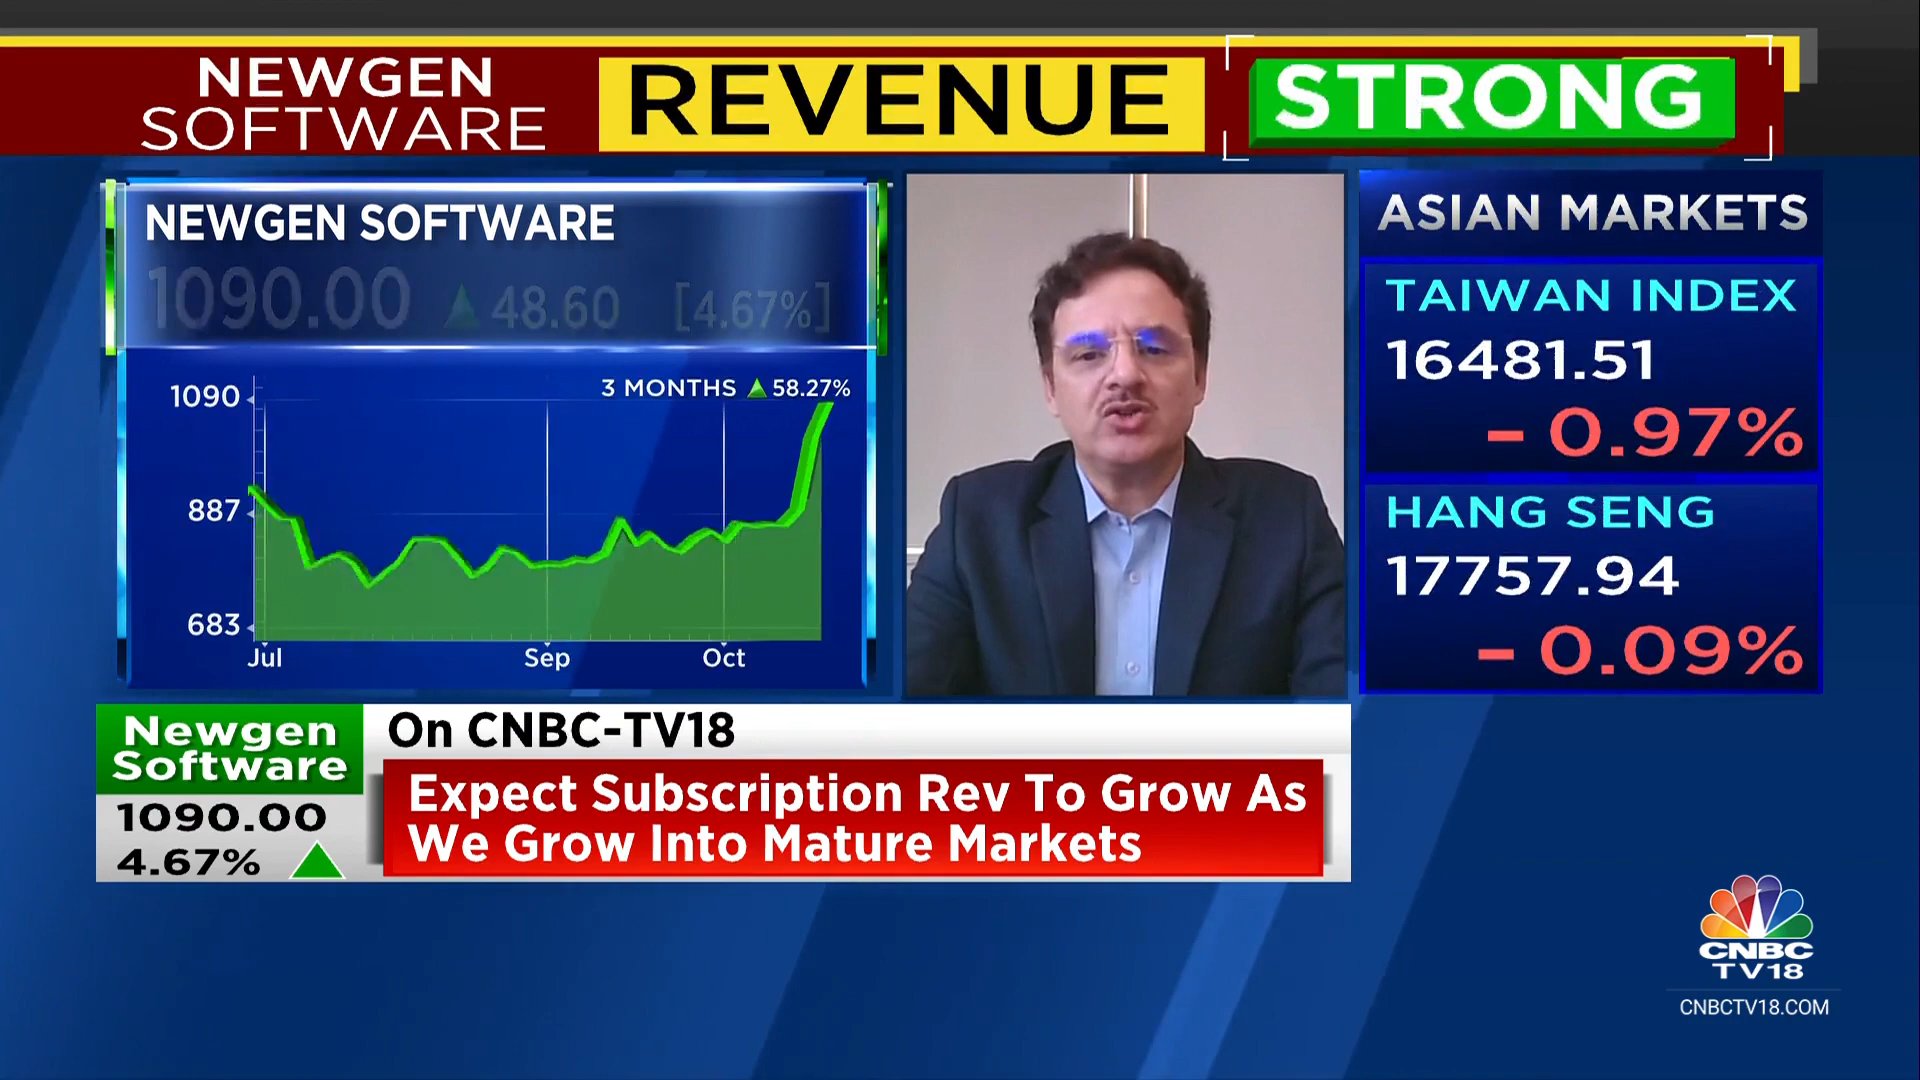 NEWGEN
SOFTWARE
REVENUE
STRONG
NEWGEN SOFTWARE
1090.00 ▲ 48.60 [4.67%]
3 MONTHS ▲ 58.27%
1090
887
683
Jul Sep Oct
ASIAN MARKETS
TAIWAN INDEX
16481.51
– 0.97%
HANG SENG
17757.94
– 0.09%
Newgen
Software
1090.00
4.67% ▲
On CNBC-TV18
Expect Subscription Rev To Grow As
We Grow Into Mature Markets
CNBC
TV18
CNBCTV18.COM